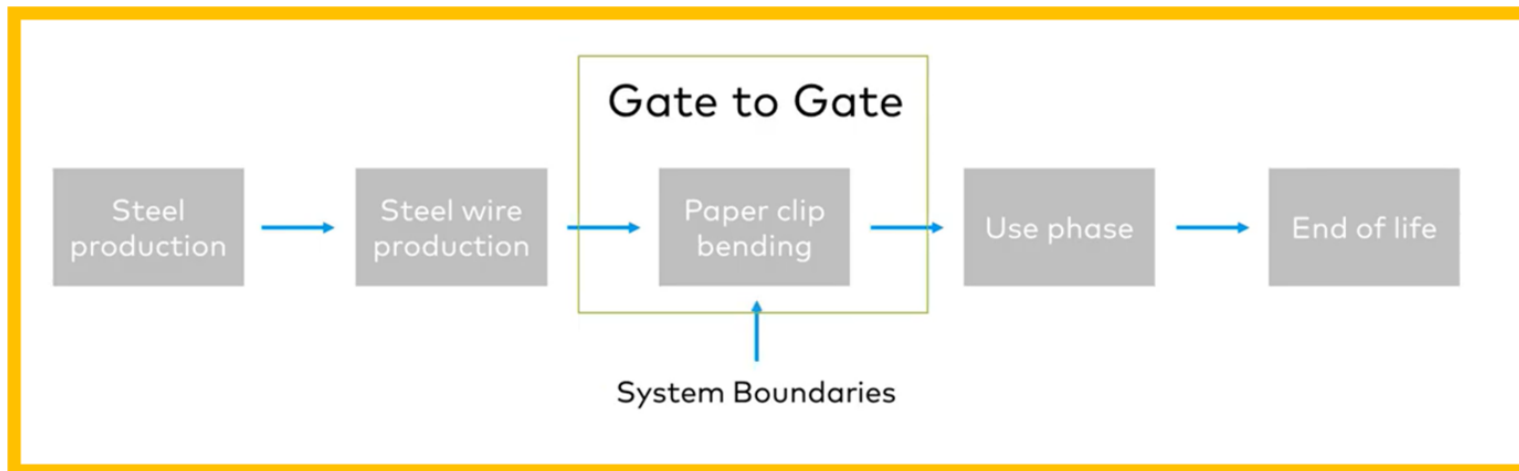 Gate to Gate
Steel
production
Steel wire
production
Paper clip
bending
Use phase
End of life
System Boundaries